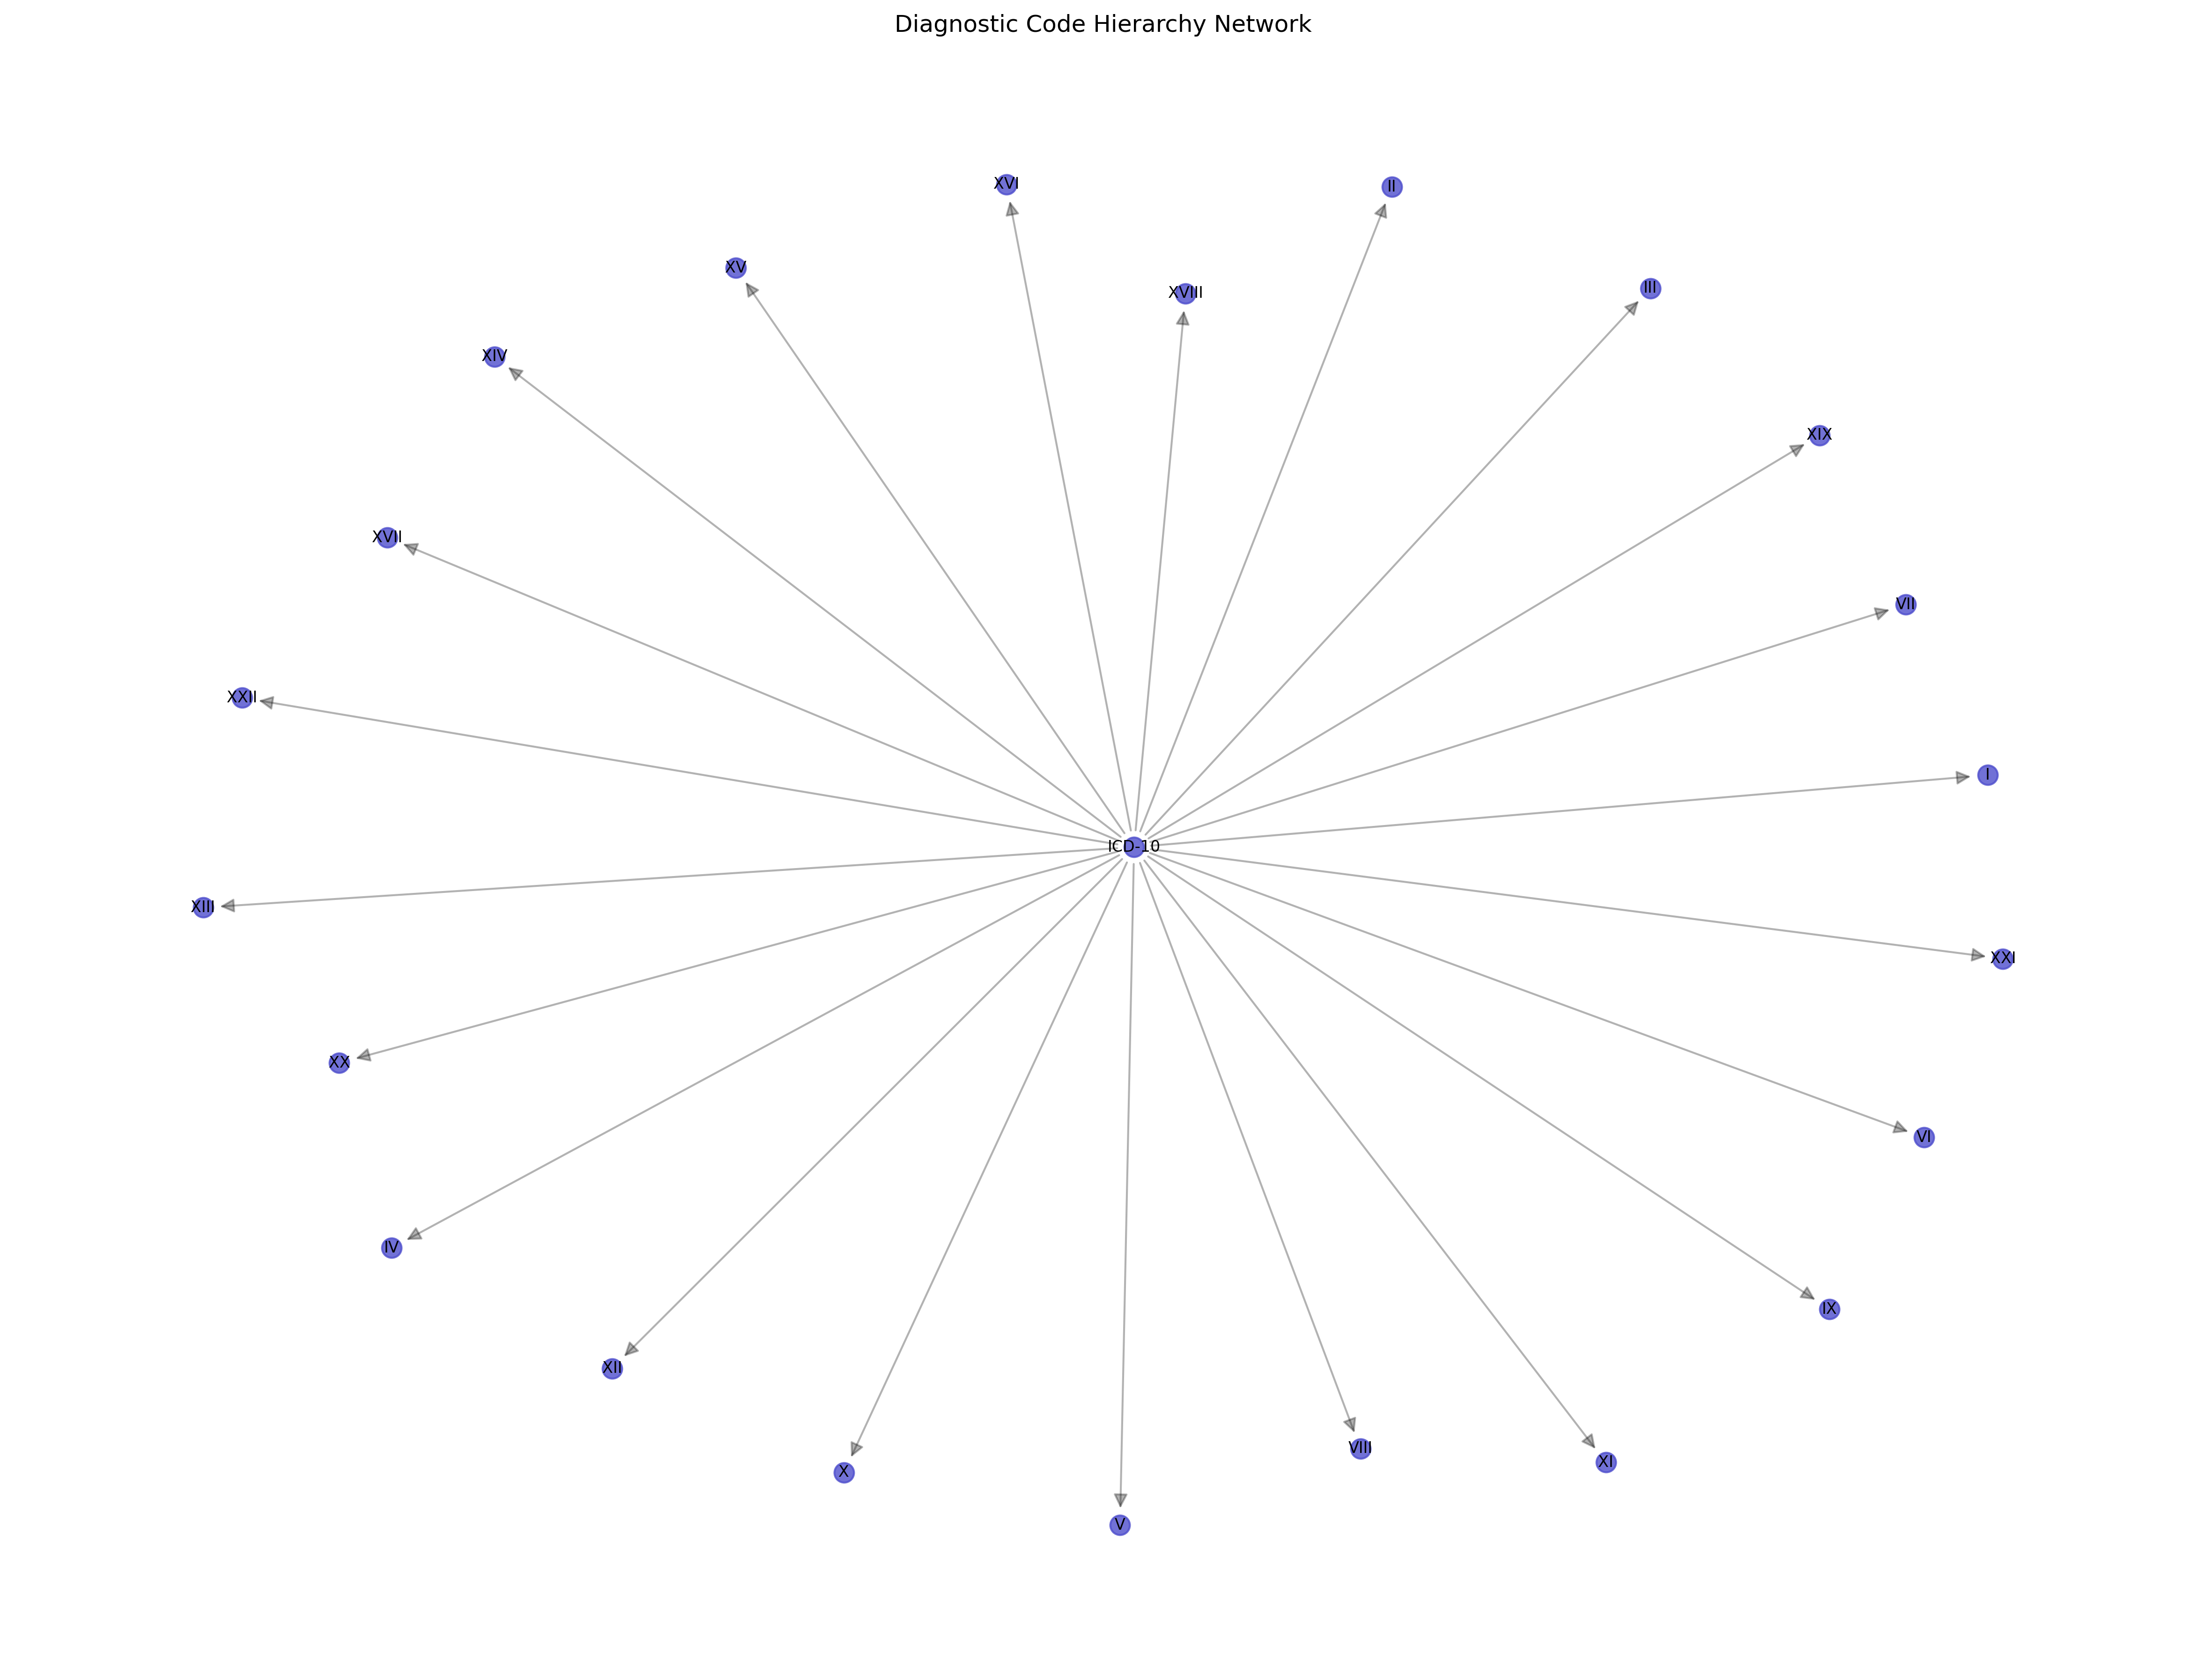 Diagnostic Code Hierarchy Network
XVI
II
XV
III
XVIII
XIV
XIX
XVII
VII
XXII
I
ICD-10
XIII
XXI
XX
VI
IV
IX
XII
VIII
XI
X
V